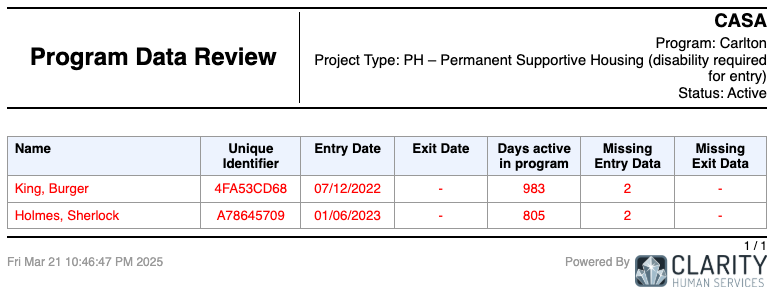 CASA
Program Data Review
Program: Carlton
Project Type: PH – Permanent Supportive Housing (disability required
for entry)
Status: Active
Name Unique Identifier Entry Date Exit Date Days active in program Missing Entry Data Missing Exit Data
King, Burger 4FA53CD68 07/12/2022 - 983 2 -
Holmes, Sherlock A78645709 01/06/2023 - 805 2 -
1 / 1
Fri Mar 21 10:46:47 PM 2025 Powered By CLARITY
HUMAN SERVICES